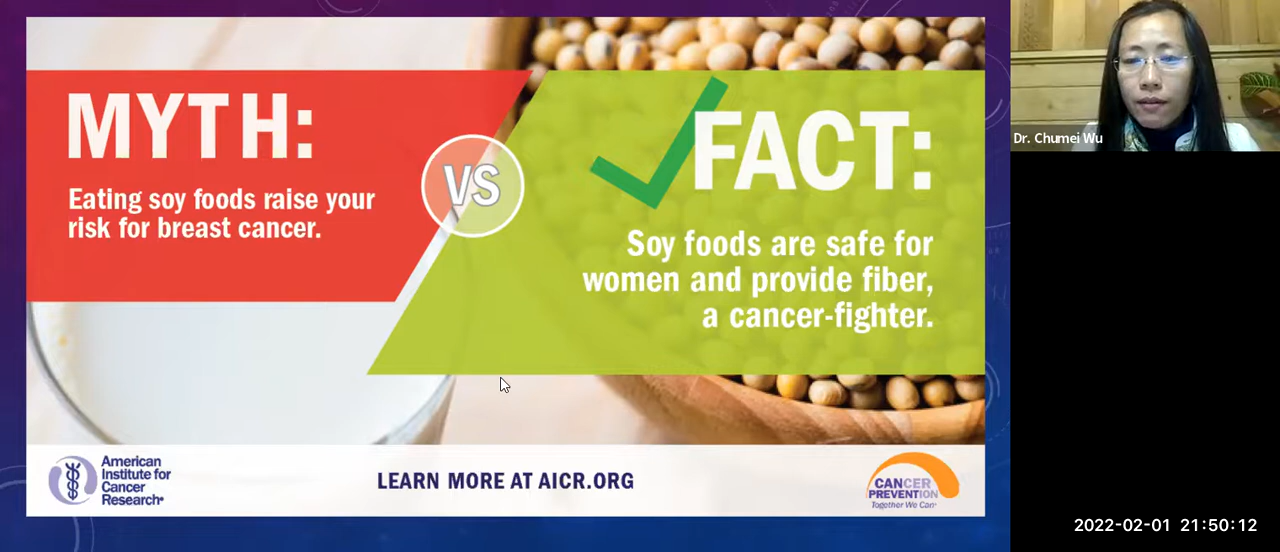 MYTH:
Eating soy foods raise your
risk for breast cancer.
VS
FACT:
Soy foods are safe for
women and provide fiber,
a cancer-fighter.
American
Institute for
Cancer
Research®
LEARN MORE AT AICR.ORG
CANCER
PREVENTION
Together We Can®
Dr. Chumei Wu
2022-02-01 21:50:12